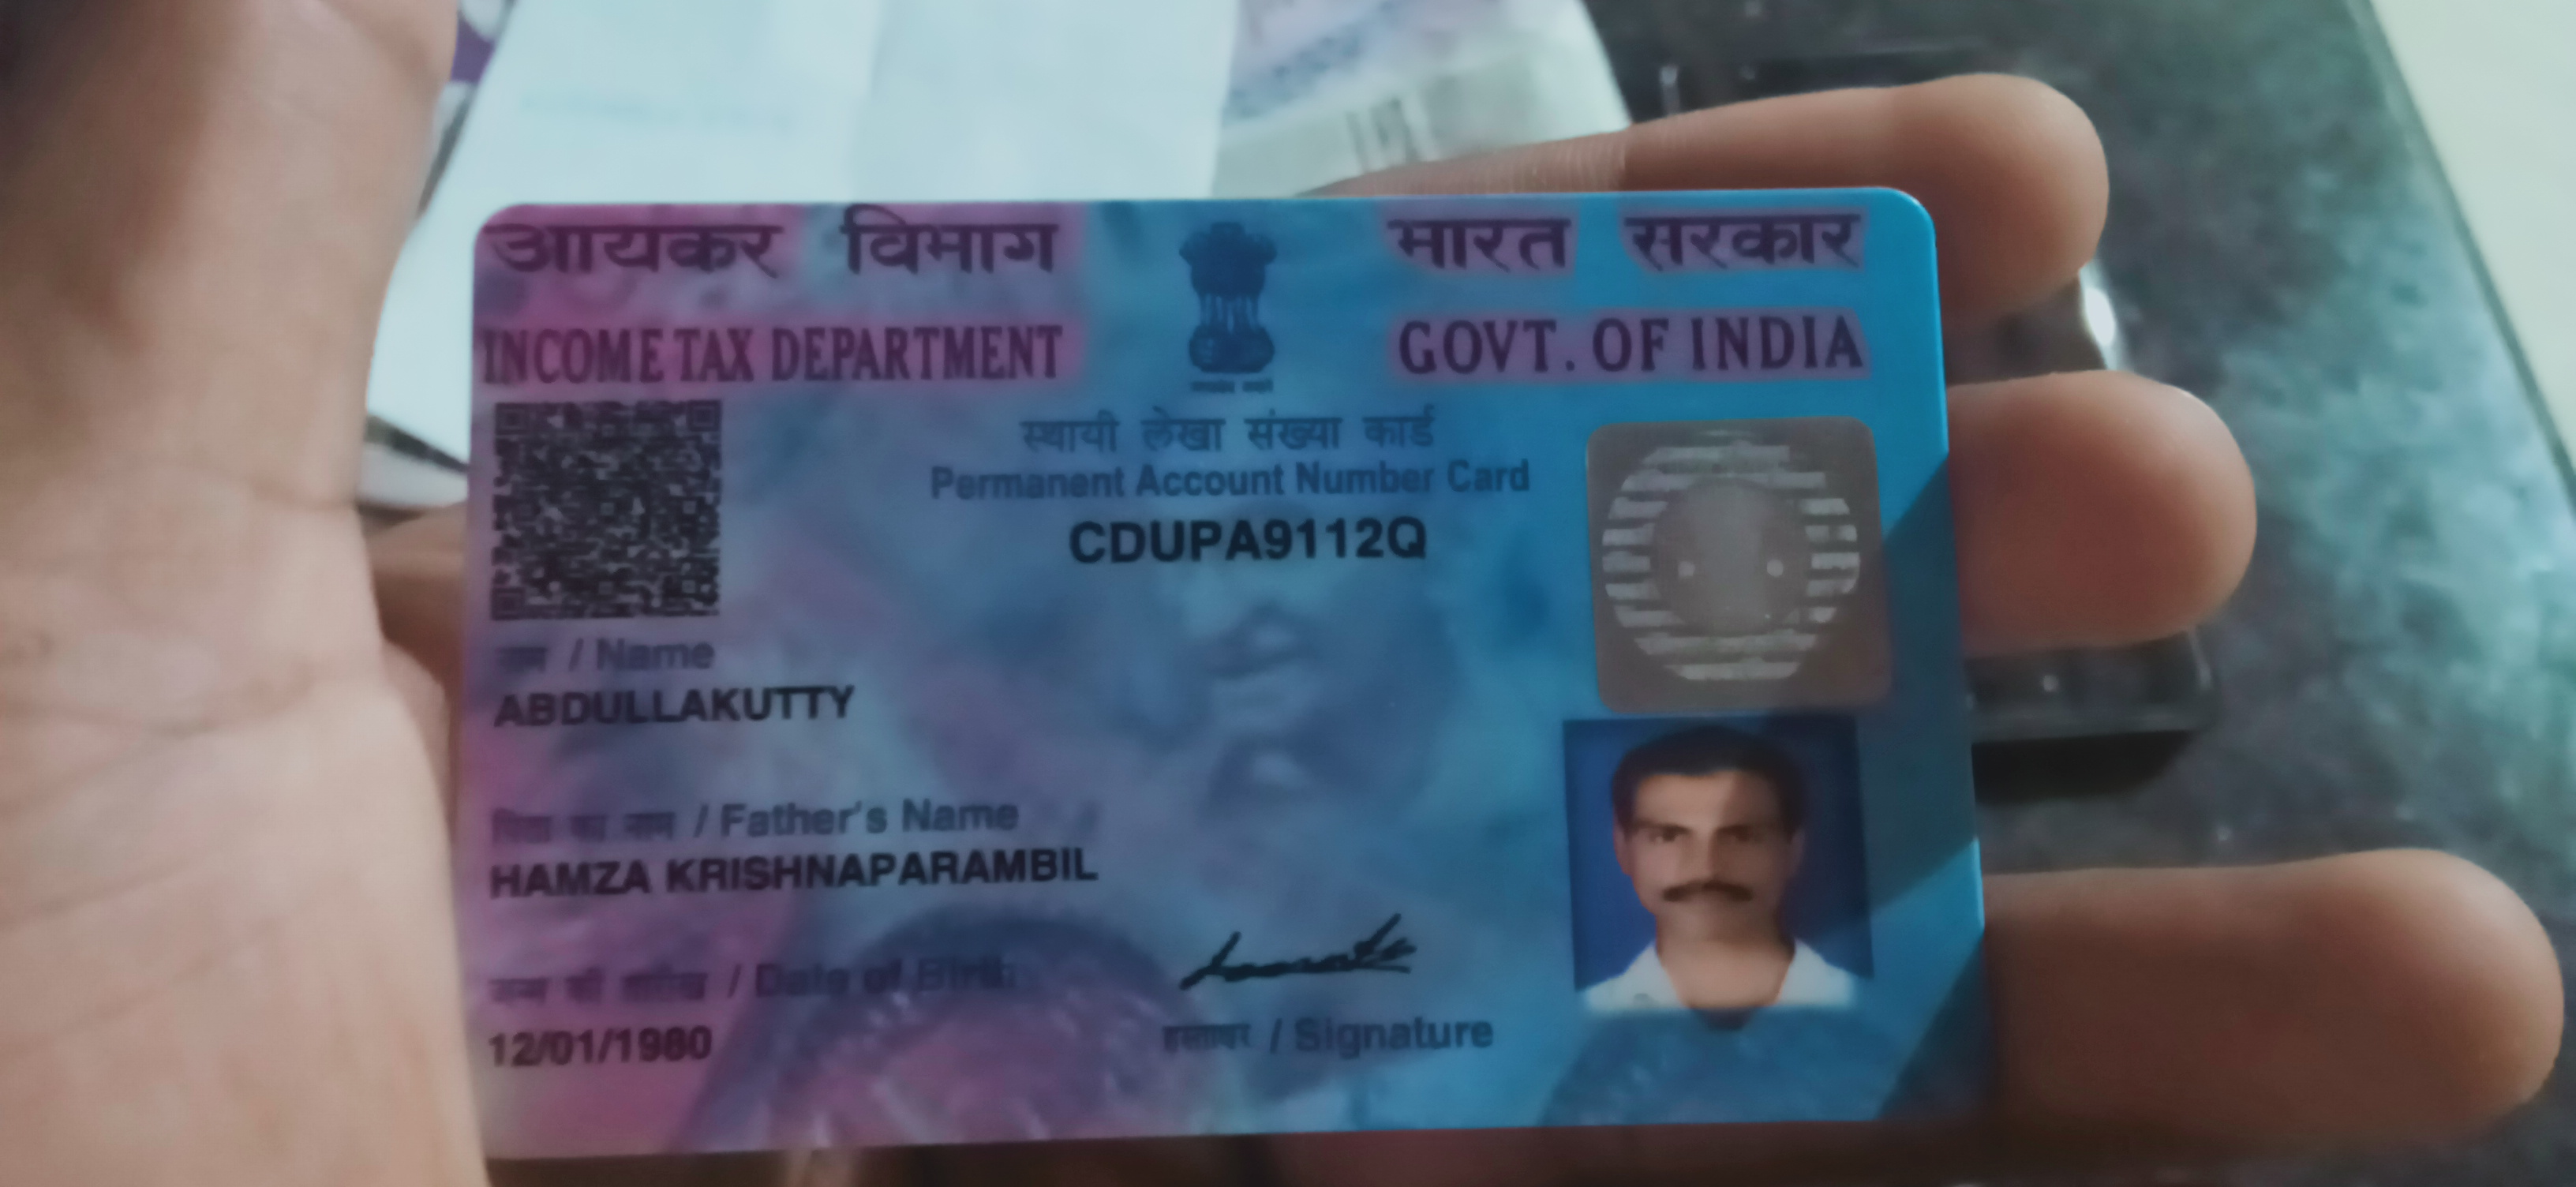 आयकर विभाग
INCOME TAX DEPARTMENT
भारत सरकार
GOVT. OF INDIA
स्थायी लेखा संख्या कार्ड
Permanent Account Number Card
CDUPA9112Q
नाम / Name
ABDULLAKUTTY
पिता का नाम / Father's Name
HAMZA KRISHNAPARAMBIL
जन्म की तारीख / Date of Birth
12/01/1980
हस्ताक्षर / Signature